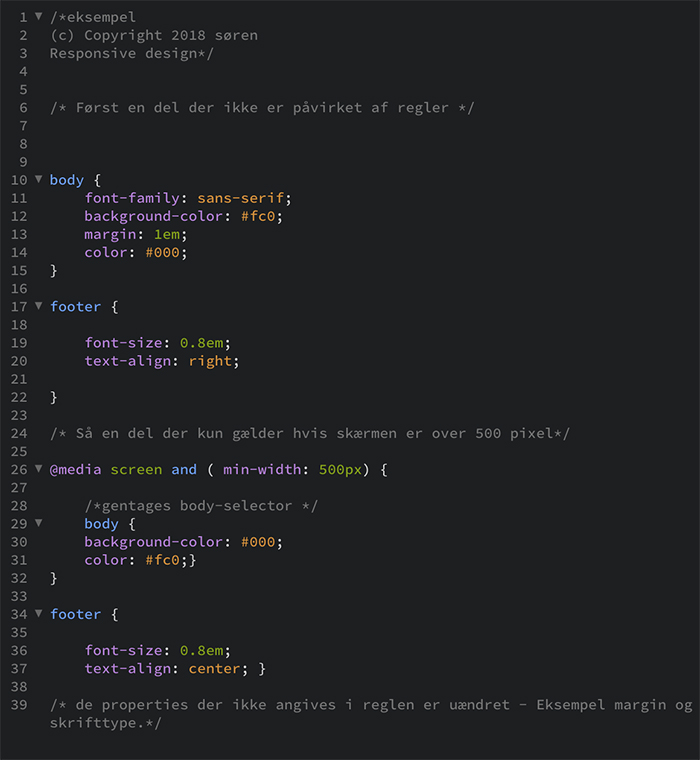 1 ▼ /*eksempel
2 (c) Copyright 2018 søren
3 Responsive design*/
4
5
6 /* Først en del der ikke er påvirket af regler */
7
8
9
10 ▼ body {
11 font-family: sans-serif;
12 background-color: #fc0;
13 margin: 1em;
14 color: #000;
15 }
16
17 ▼ footer {
18
19 font-size: 0.8em;
20 text-align: right;
21
22 }
23
24 /* Så en del der kun gælder hvis skærmen er over 500 pixel*/
25
26 ▼ @media screen and ( min-width: 500px) {
27
28 /*gentages body-selector */
29 ▼ body {
30 background-color: #000;
31 color: #fc0;}
32 }
33
34 ▼ footer {
35
36 font-size: 0.8em;
37 text-align: center; }
38
39 /* de properties der ikke angives i reglen er uændret - Eksempel margin og
skrifttype.*/